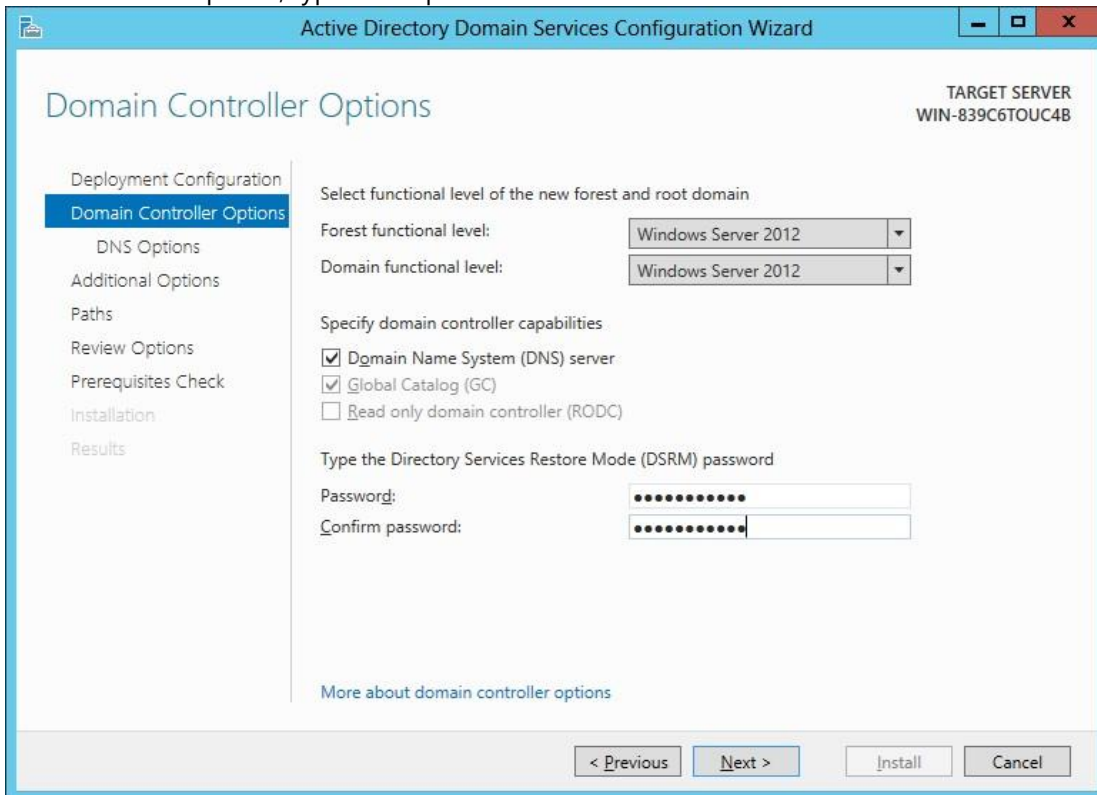 Active Directory Domain Services Configuration Wizard
Domain Controller Options
TARGET SERVER
WIN-839C6TOUC4B
Deployment Configuration
Domain Controller Options
DNS Options
Additional Options
Paths
Review Options
Prerequisites Check
Installation
Results
Select functional level of the new forest and root domain
Forest functional level: Windows Server 2012
Domain functional level: Windows Server 2012
Specify domain controller capabilities
Domain Name System (DNS) server
Global Catalog (GC)
Read only domain controller (RODC)
Type the Directory Services Restore Mode (DSRM) password
Password: •••••••••••
Confirm password: •••••••••••
More about domain controller options
< Previous Next > Install Cancel